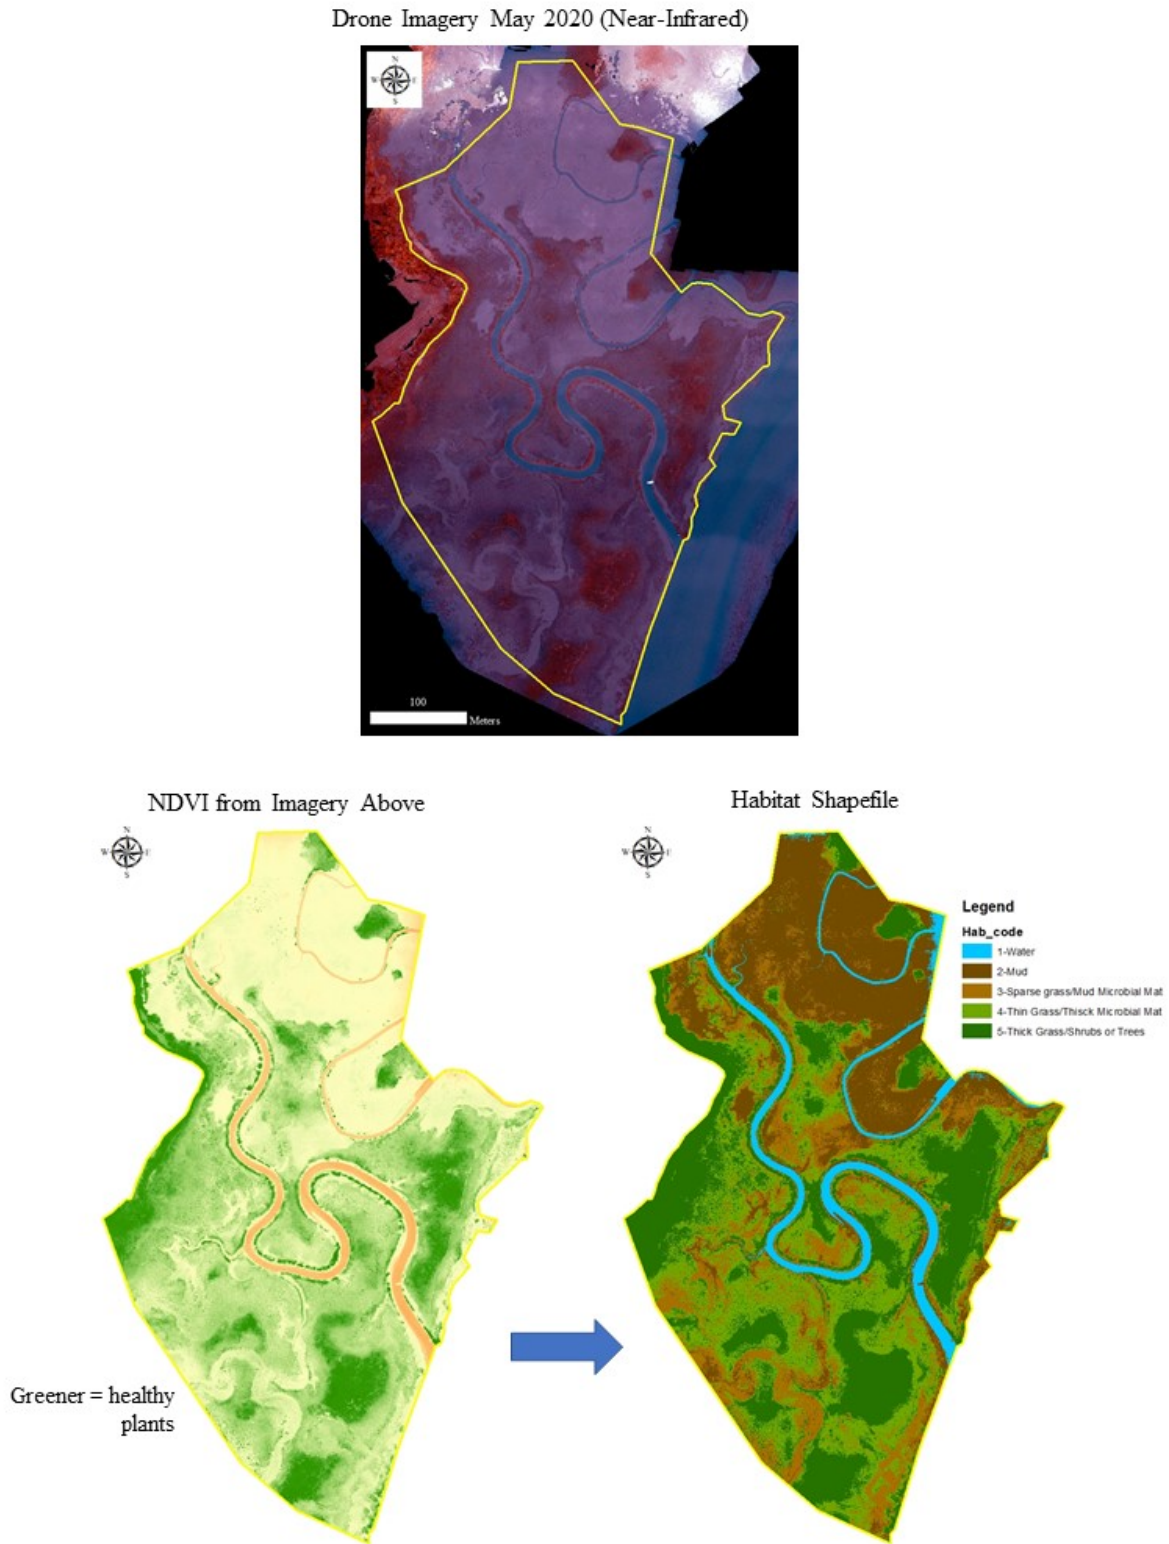 Drone Imagery May 2020 (Near-Infrared)
N
W E
S
100
Meters
NDVI from Imagery Above
Habitat Shapefile
N
W E
S
N
W E
S
Legend
Hab_code
1-Water
2-Mud
3-Sparse grass/Mud Microbial Mat
4-Thin Grass/Thisck Microbial Mat
5-Thick Grass/Shrubs or Trees
Greener = healthy
plants